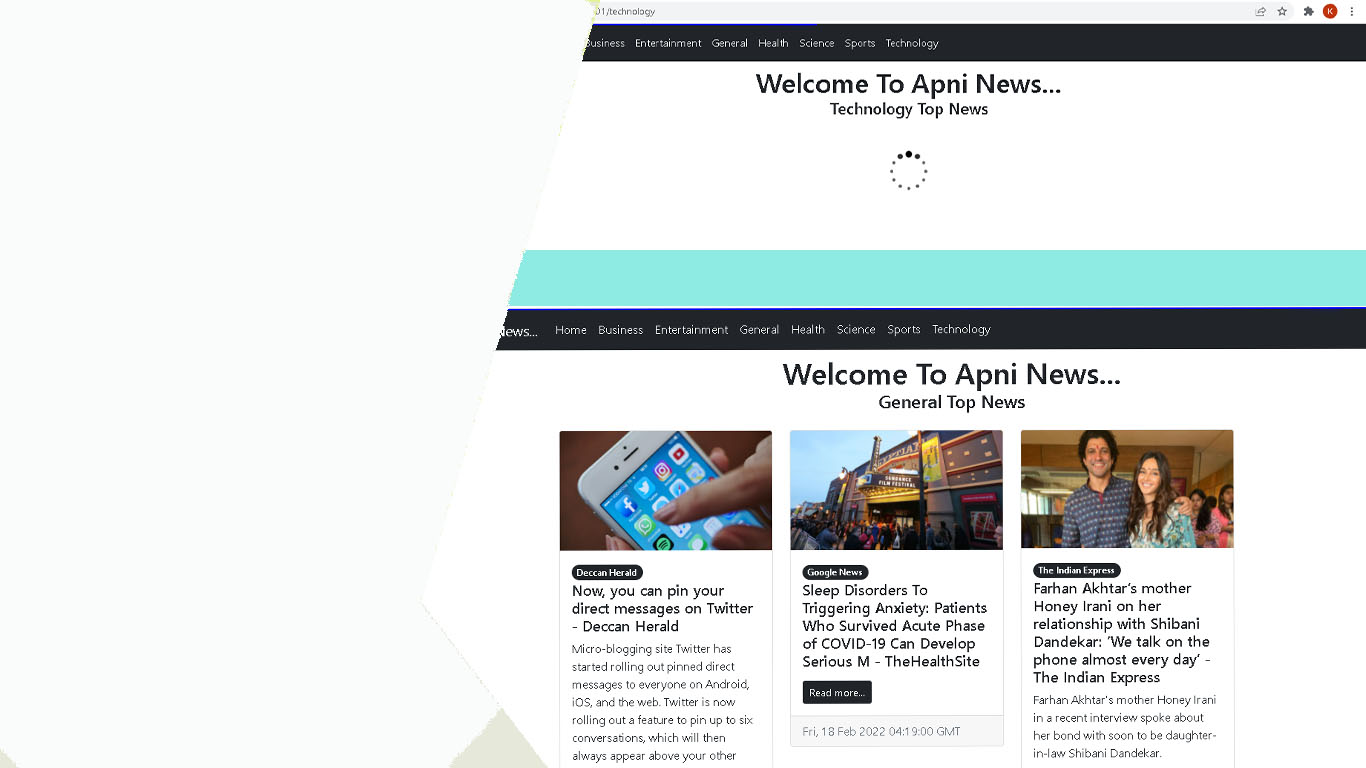 01/technology
K
Business Entertainment General Health Science Sports Technology
Welcome To Apni News...
Technology Top News
News... Home Business Entertainment General Health Science Sports Technology
Welcome To Apni News...
General Top News
SUNDANCE
FILM FESTIVAL
Deccan Herald
Now, you can pin your
direct messages on Twitter
- Deccan Herald
Micro-blogging site Twitter has
started rolling out pinned direct
messages to everyone on Android,
iOS, and the web. Twitter is now
rolling out a feature to pin up to six
conversations, which will then
always appear above your other
Google News
Sleep Disorders To
Triggering Anxiety: Patients
Who Survived Acute Phase
of COVID-19 Can Develop
Serious M - TheHealthSite
Read more...
Fri, 18 Feb 2022 04:19:00 GMT
The Indian Express
Farhan Akhtar's mother
Honey Irani on her
relationship with Shibani
Dandekar: ‘We talk on the
phone almost every day’ -
The Indian Express
Farhan Akhtar's mother Honey Irani
in a recent interview spoke about
her bond with soon to be daughter-
in-law Shibani Dandekar.